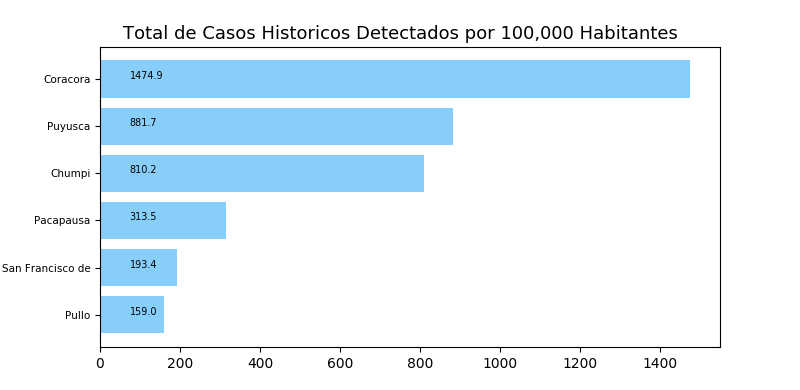 Total de Casos Historicos Detectados por 100,000 Habitantes
Coracora 1474.9
Puyusca 881.7
Chumpi 810.2
Pacapausa 313.5
San Francisco de 193.4
Pullo 159.0
0 200 400 600 800 1000 1200 1400